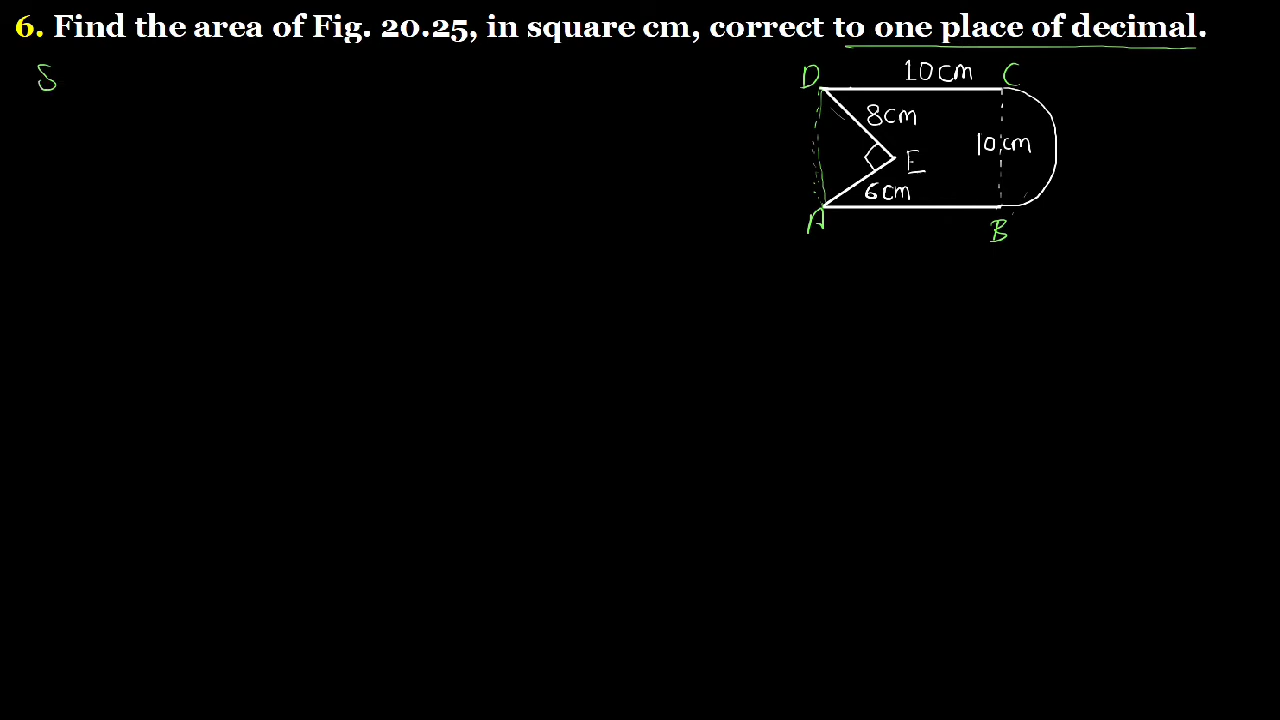 6. Find the area of Fig. 20.25, in square cm, correct to one place of decimal.
S
D 10cm C
8cm
10cm
E
6cm
A
B